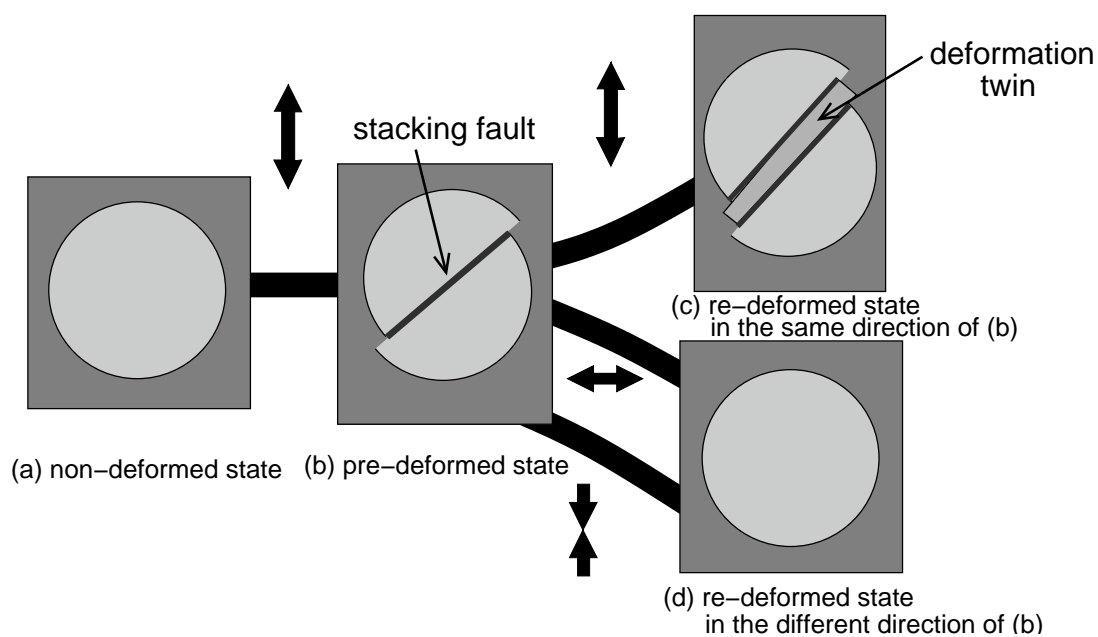 deformation
twin
stacking fault
(c) re−deformed state
in the same direction of (b)
(a) non−deformed state
(b) pre−deformed state
(d) re−deformed state
in the different direction of (b)